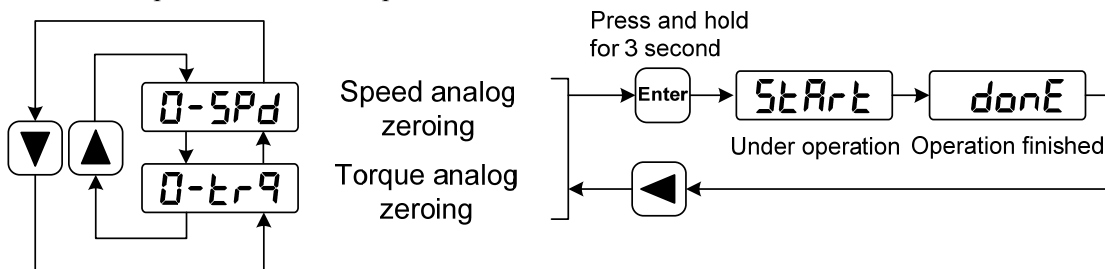 Press and hold
for 3 second
0-SPd
Speed analog
zeroing
Enter
StArt
donE
Under operation
Operation finished
0-trq
Torque analog
zeroing